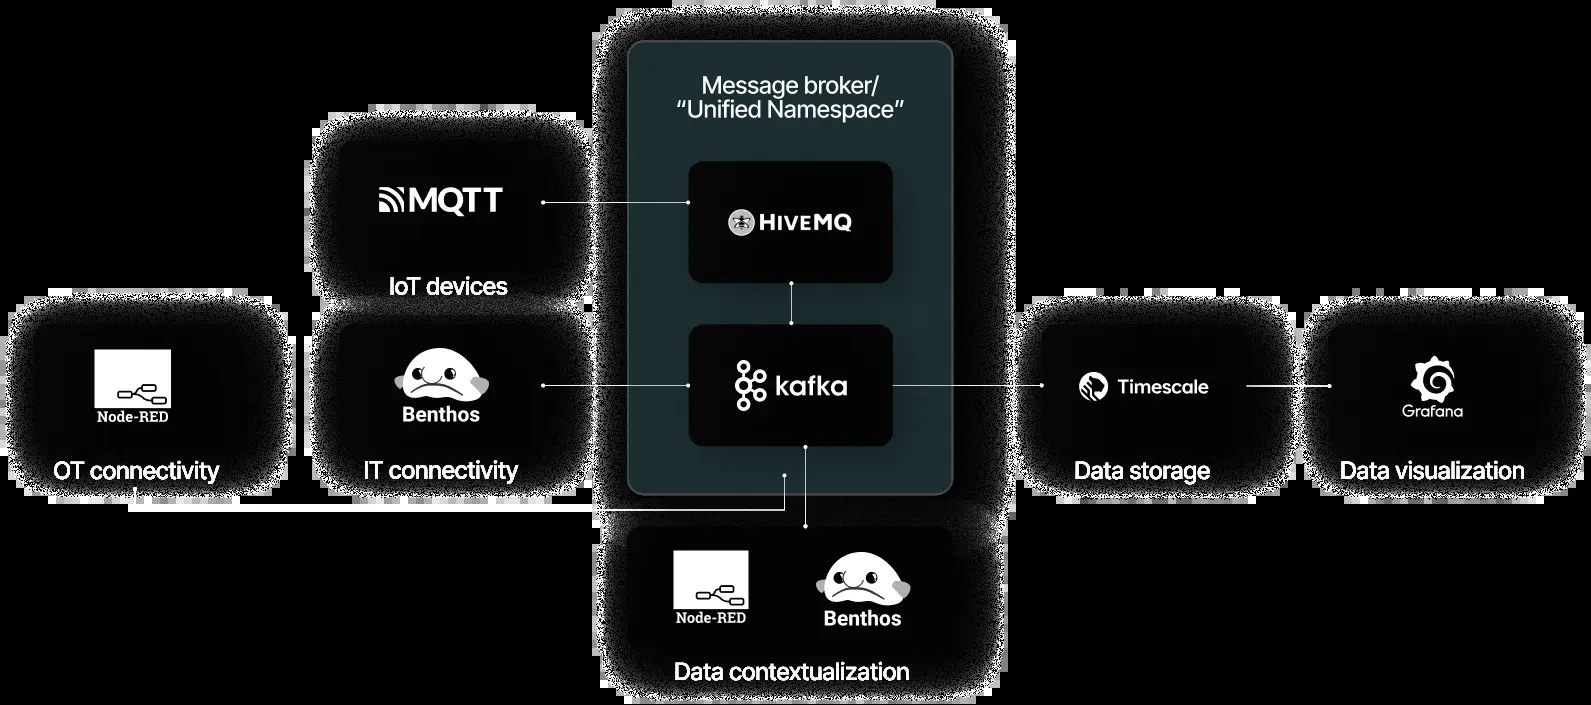 Message broker/
“Unified Namespace”
MQTT
HIVEMQ
IoT devices
Node-RED
OT connectivity
Benthos
IT connectivity
kafka
Timescale
Data storage
Grafana
Data visualization
Node-RED
Benthos
Data contextualization